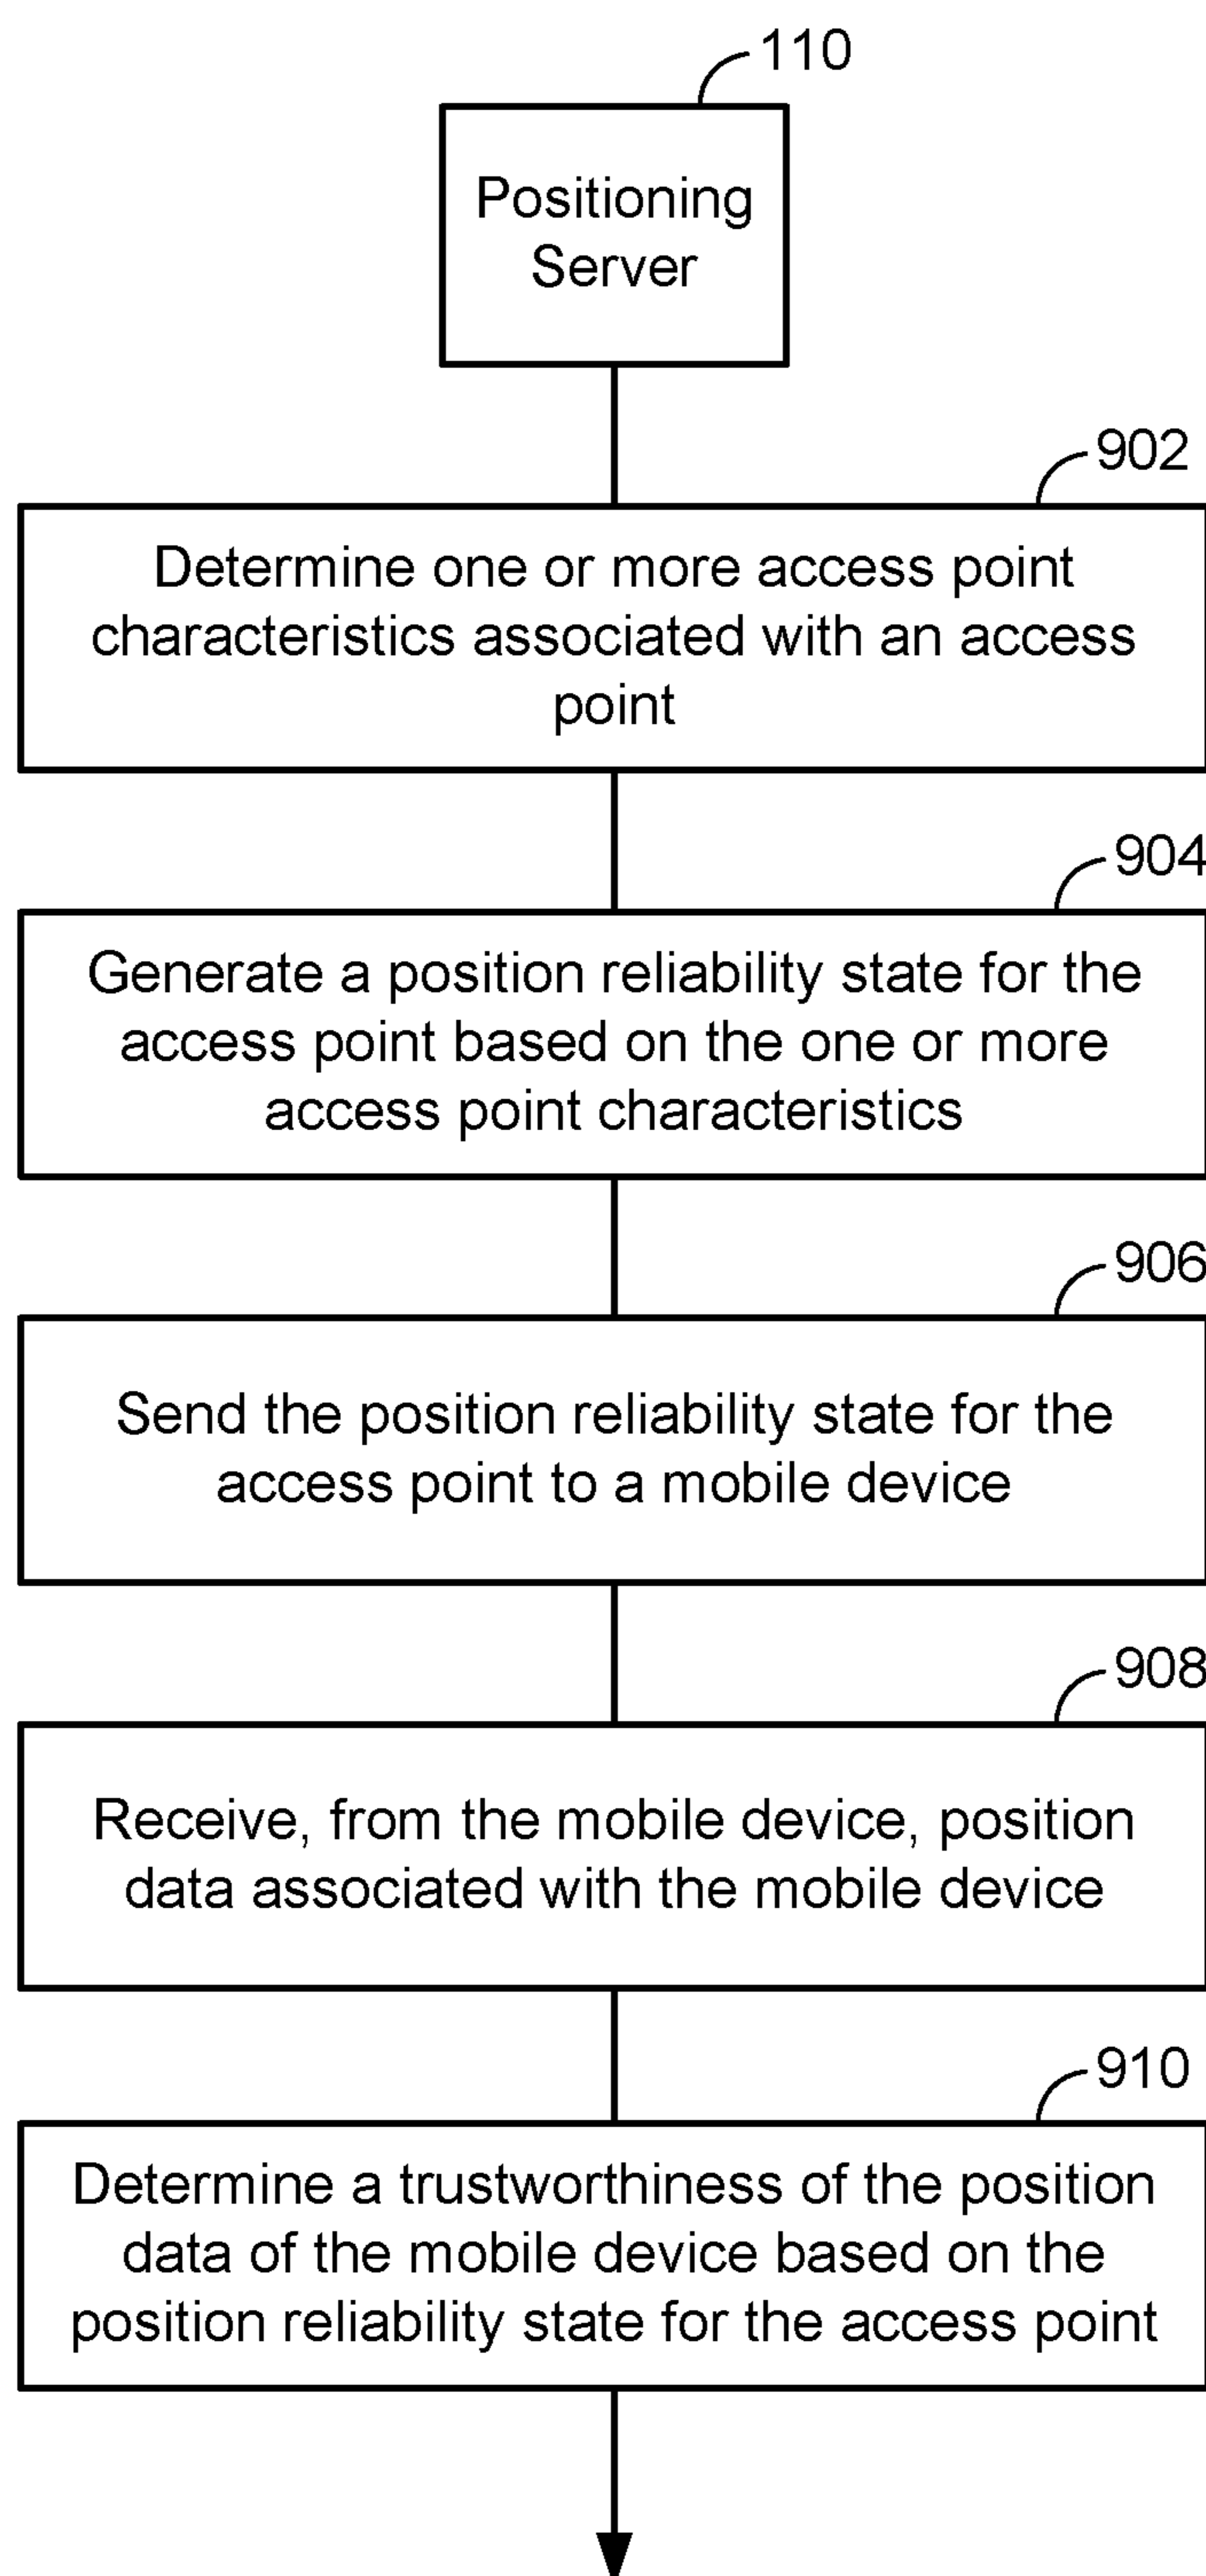 110
Positioning
Server
902
Determine one or more access point
characteristics associated with an access
point
904
Generate a position reliability state for the
access point based on the one or more
access point characteristics
906
Send the position reliability state for the
access point to a mobile device
908
Receive, from the mobile device, position
data associated with the mobile device
910
Determine a trustworthiness of the position
data of the mobile device based on the
position reliability state for the access point